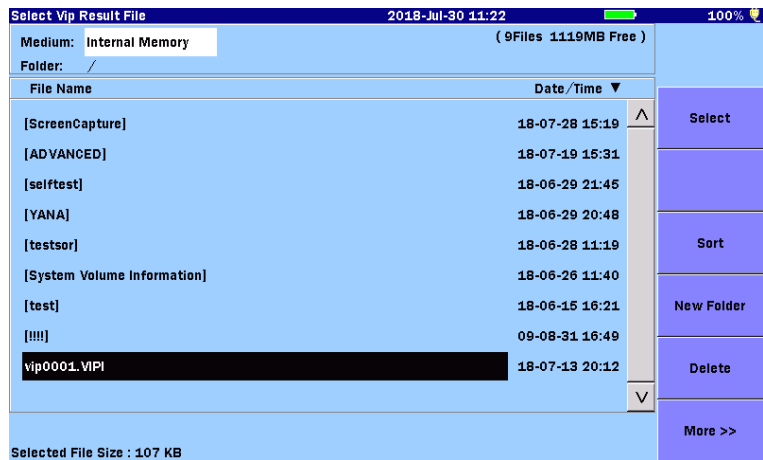 Select Vip Result File 2018-Jul-30 11:22 100%
Medium: Internal Memory ( 9Files 1119MB Free )
Folder: /
File Name Date/Time ▼
[ScreenCapture] 18-07-28 15:19
[ADVANCED] 18-07-19 15:31
[selftest] 18-06-29 21:45
[YANA] 18-06-29 20:48
[testsor] 18-06-28 11:19
[System Volume Information] 18-06-26 11:40
[test] 18-06-15 16:21
[!!!!] 09-08-31 16:49
vip0001.VIPI 18-07-13 20:12
Selected File Size : 107 KB
Select
Sort
New Folder
Delete
More >>